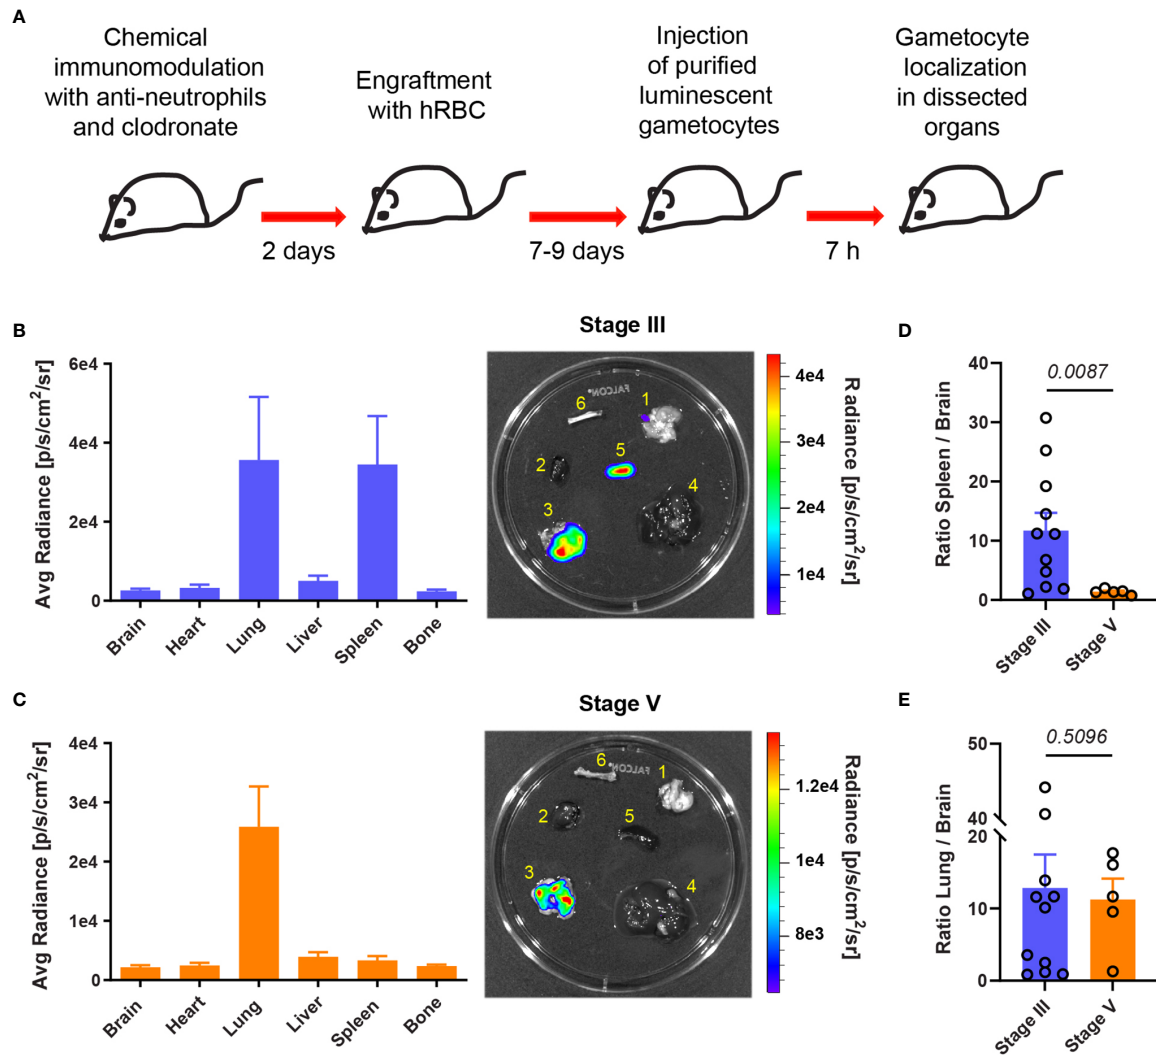 A
Chemical
immunomodulation
with anti-neutrophils
and clodronate
Engraftment
with hRBC
Injection
of purified
luminescent
gametocytes
Gametocyte
localization
in dissected
organs
2 days
7-9 days
7 h
B
Avg Radiance [p/s/cm²/sr]
6e4
4e4
2e4
0
Brain
Heart
Lung
Liver
Spleen
Bone
Stage III
FALCON
1
2
3
4
5
6
4e4
3e4
2e4
1e4
Radiance [p/s/cm²/sr]
D
Ratio Spleen / Brain
40
30
20
10
0
0.0087
Stage III
Stage V
C
Avg Radiance [p/s/cm²/sr]
4e4
3e4
2e4
1e4
0
Brain
Heart
Lung
Liver
Spleen
Bone
Stage V
FALCON
1
2
3
4
5
6
1.2e4
1e4
8e3
Radiance [p/s/cm²/sr]
E
Ratio Lung / Brain
50
40
20
10
0
0.5096
Stage III
Stage V